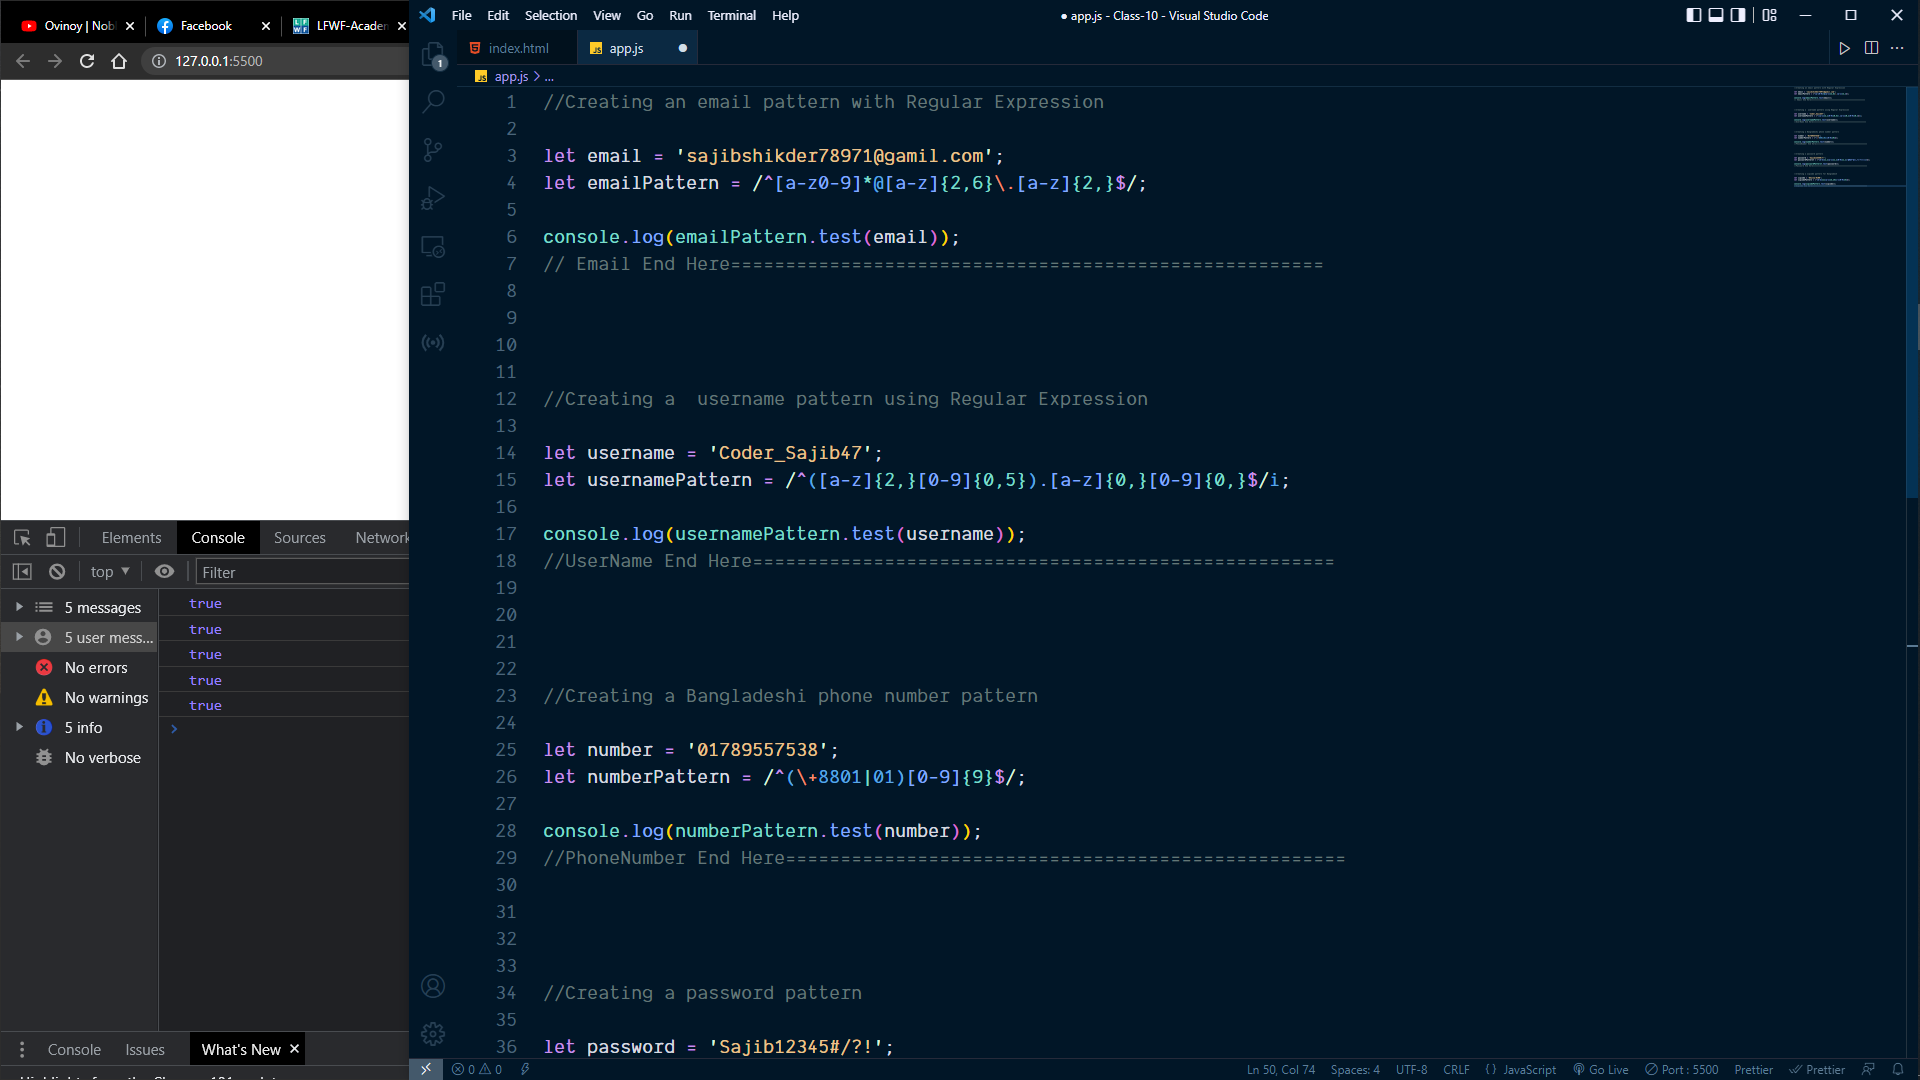 Ovinoy | Nob
Facebook
LFWF-Academ
127.0.0.1:5500
File Edit Selection View Go Run Terminal Help
● app.js - Class-10 - Visual Studio Code
index.html
JS app.js ●
JS app.js > ...
1 //Creating an email pattern with Regular Expression
2
3 let email = 'sajibshikder78971@gamil.com';
4 let emailPattern = /^[a-z0-9]*@[a-z]{2,6}\.[a-z]{2,}$/;
5
6 console.log(emailPattern.test(email));
7 // Email End Here======================================================
8
9
10
11
12 //Creating a  username pattern using Regular Expression
13
14 let username = 'Coder_Sajib47';
15 let usernamePattern = /^([a-z]{2,}[0-9]{0,5}).[a-z]{0,}[0-9]{0,}$/i;
16
17 console.log(usernamePattern.test(username));
18 //UserName End Here=====================================================
19
20
21
22
23 //Creating a Bangladeshi phone number pattern
24
25 let number = '01789557538';
26 let numberPattern = /^(\+8801|01)[0-9]{9}$/;
27
28 console.log(numberPattern.test(number));
29 //PhoneNumber End Here===================================================
30
31
32
33
34 //Creating a password pattern
35
36 let password = 'Sajib12345#/?!';
1
Elements Console Sources Network
top ▼ Filter
5 messages
5 user mess...
No errors
No warnings
5 info
No verbose
true
true
true
true
true
>
Console Issues What's New
0 0
Ln 50, Col 74 Spaces: 4 UTF-8 CRLF {} JavaScript Go Live Port : 5500 Prettier Prettier